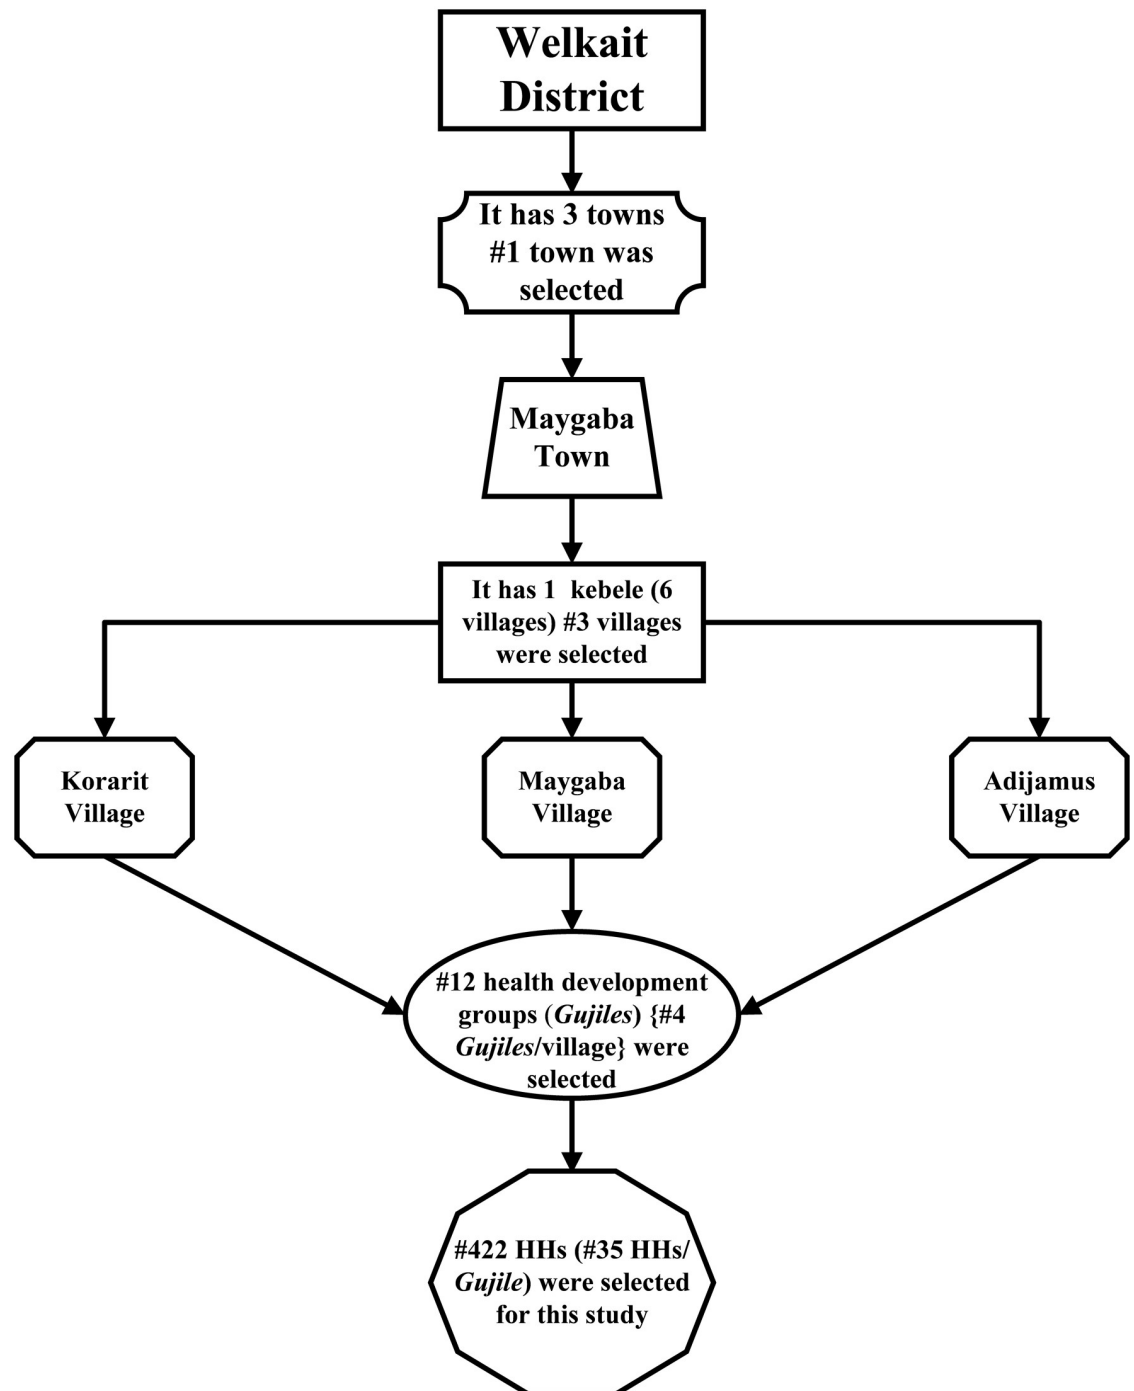 Welkait
District
It has 3 towns
#1 town was
selected
Maygaba
Town
It has 1 kebele (6
villages) #3 villages
were selected
Korarit
Village
Maygaba
Village
Adijamus
Village
#12 health development
groups (Gujiles) {#4
Gujiles/village} were
selected
#422 HHs (#35 HHs/
Gujile) were selected
for this study